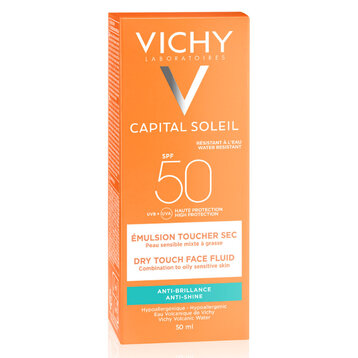 VICHY
LABORATOIRES
CAPITAL SOLEIL
RÉSISTANT À L'EAU
WATER RESISTANT
SPF
50
UVB + UVA
HAUTE PROTECTION
HIGH PROTECTION
ÉMULSION TOUCHER SEC
Peau sensible mixte à grasse
DRY TOUCH FACE FLUID
Combination to oily sensitive skin
ANTI-BRILLANCE
ANTI-SHINE
Hypoallergénique - Hypoallergenic
Eau Volcanique de Vichy
Vichy Volcanic Water
50 ml